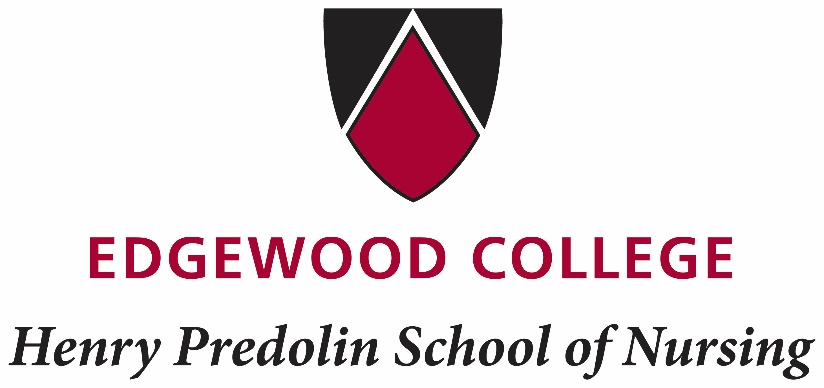 EDGEWOOD COLLEGE
Henry Predolin School of Nursing